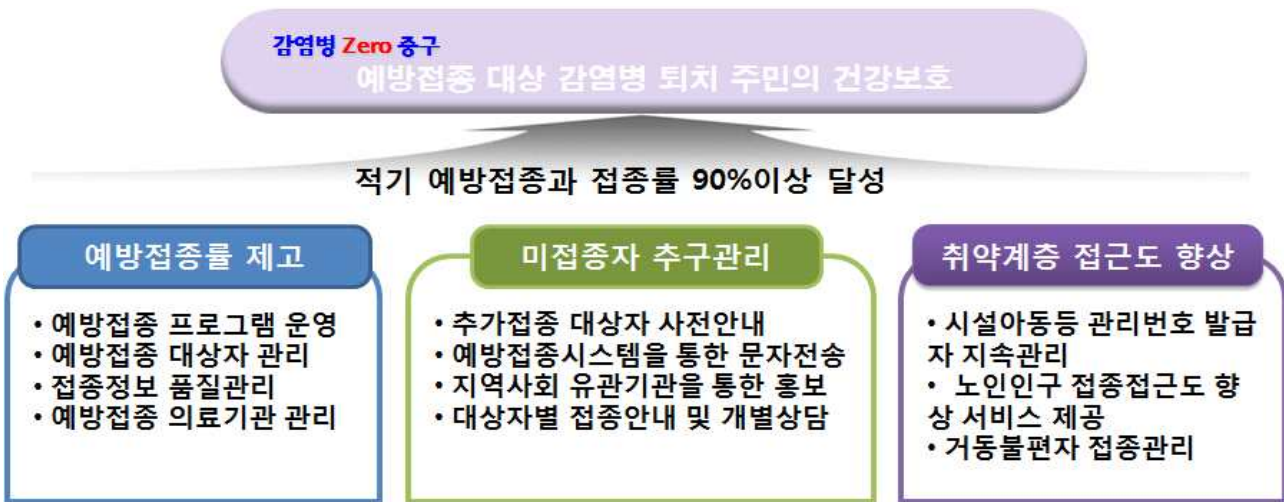 감염병 Zero 중구
예방접종 대상 감염병 퇴치 주민의 건강보호
적기 예방접종과 접종률 90%이상 달성
예방접종률 제고
• 예방접종 프로그램 운영
• 예방접종 대상자 관리
• 접종정보 품질관리
• 예방접종 의료기관 관리
미접종자 추구관리
• 추가접종 대상자 사전안내
• 예방접종시스템을 통한 문자전송
• 지역사회 유관기관을 통한 홍보
• 대상자별 접종안내 및 개별상담
취약계층 접근도 향상
• 시설아동등 관리번호 발급
자 지속관리
• 노인인구 접종접근도 향
상 서비스 제공
• 거동불편자 접종관리